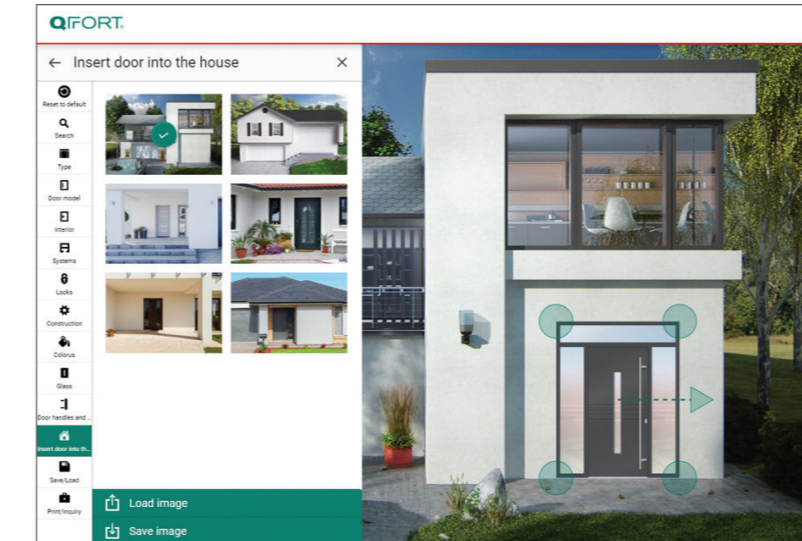 QFORT
Insert door into the house
Reset to default
Search
Type
Door model
Interior
Systems
Locks
Construction
Colorus
Glass
Door handles and ...
Insert door into th...
Save/Load
Print/Inquiry
Load image
Save image